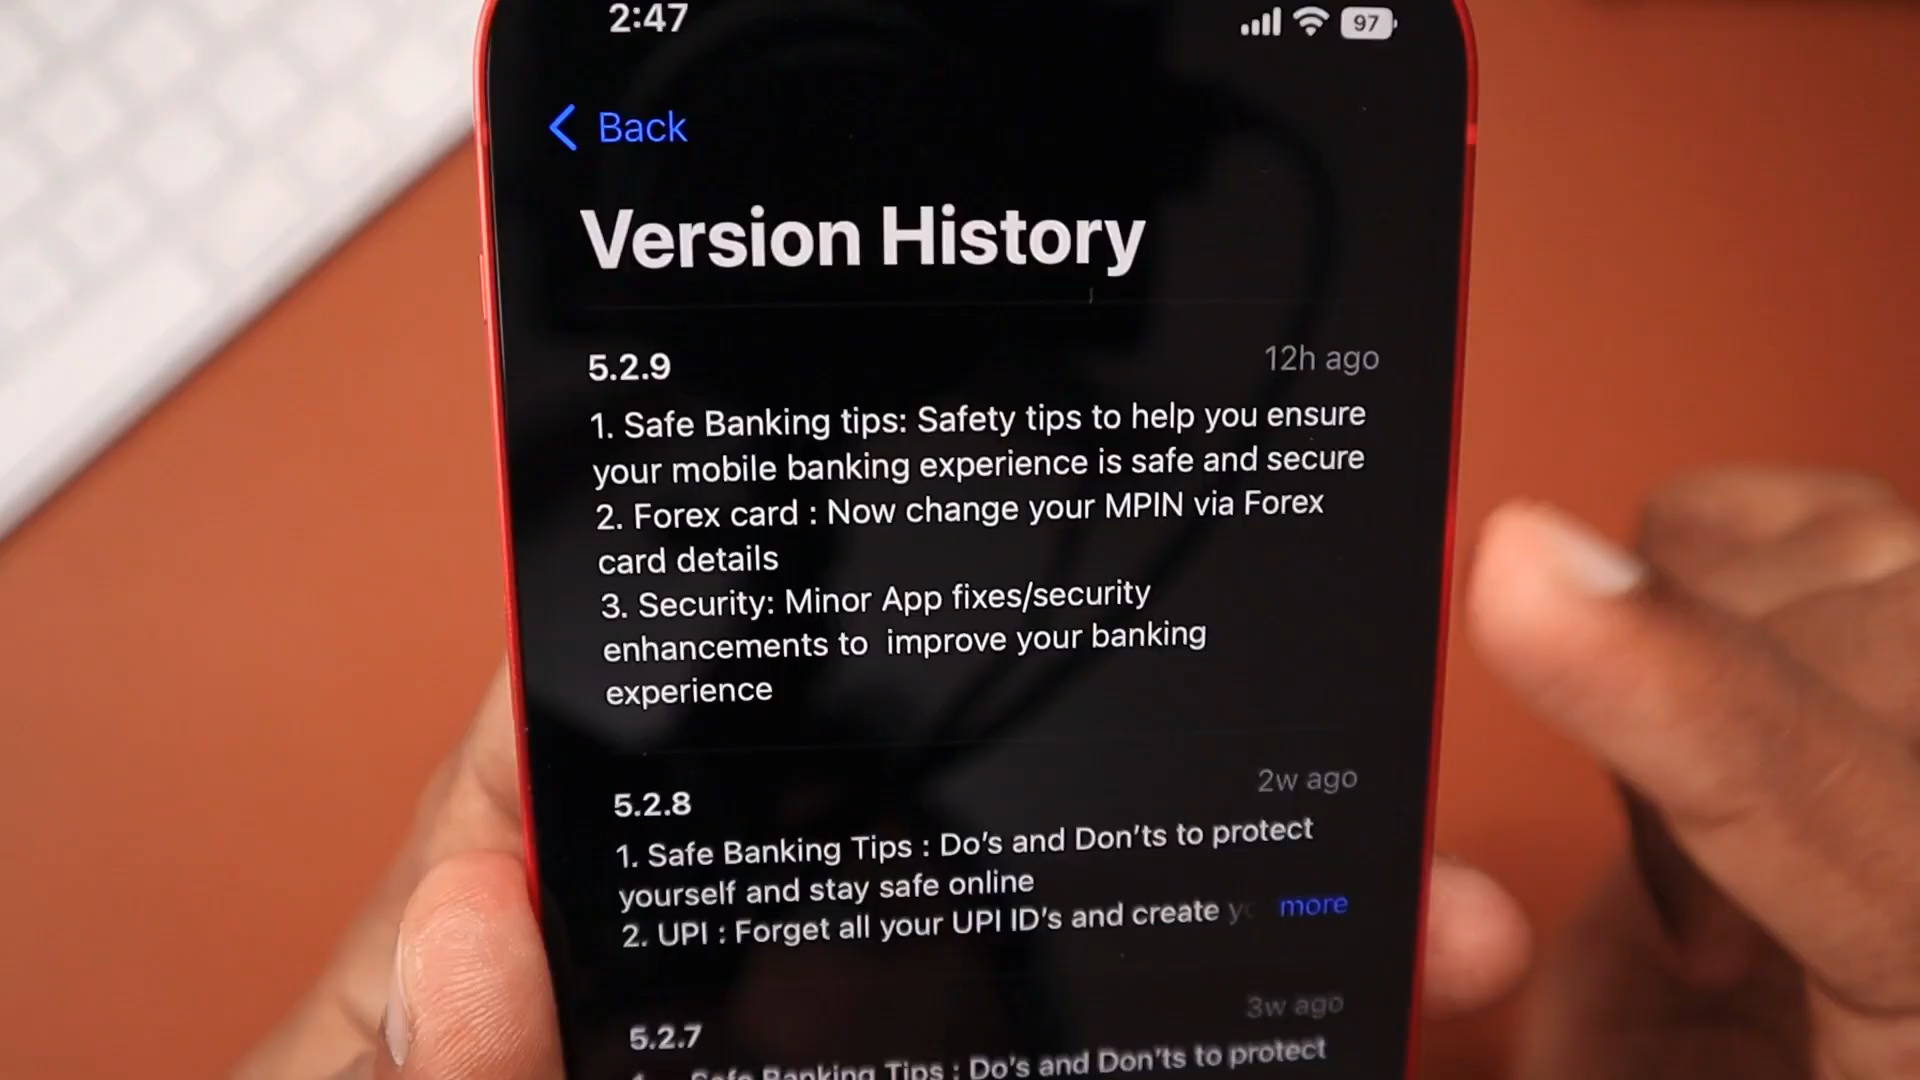 2:47
97
Back
Version History
5.2.9
12h ago
1. Safe Banking tips: Safety tips to help you ensure
your mobile banking experience is safe and secure
2. Forex card : Now change your MPIN via Forex
card details
3. Security: Minor App fixes/security
enhancements to  improve your banking
experience
5.2.8
2w ago
1. Safe Banking Tips : Do's and Don'ts to protect
yourself and stay safe online
2. UPI : Forget all your UPI ID's and create
more
5.2.7
3w ago
Safe Banking Tips : Do's and Don'ts to protect